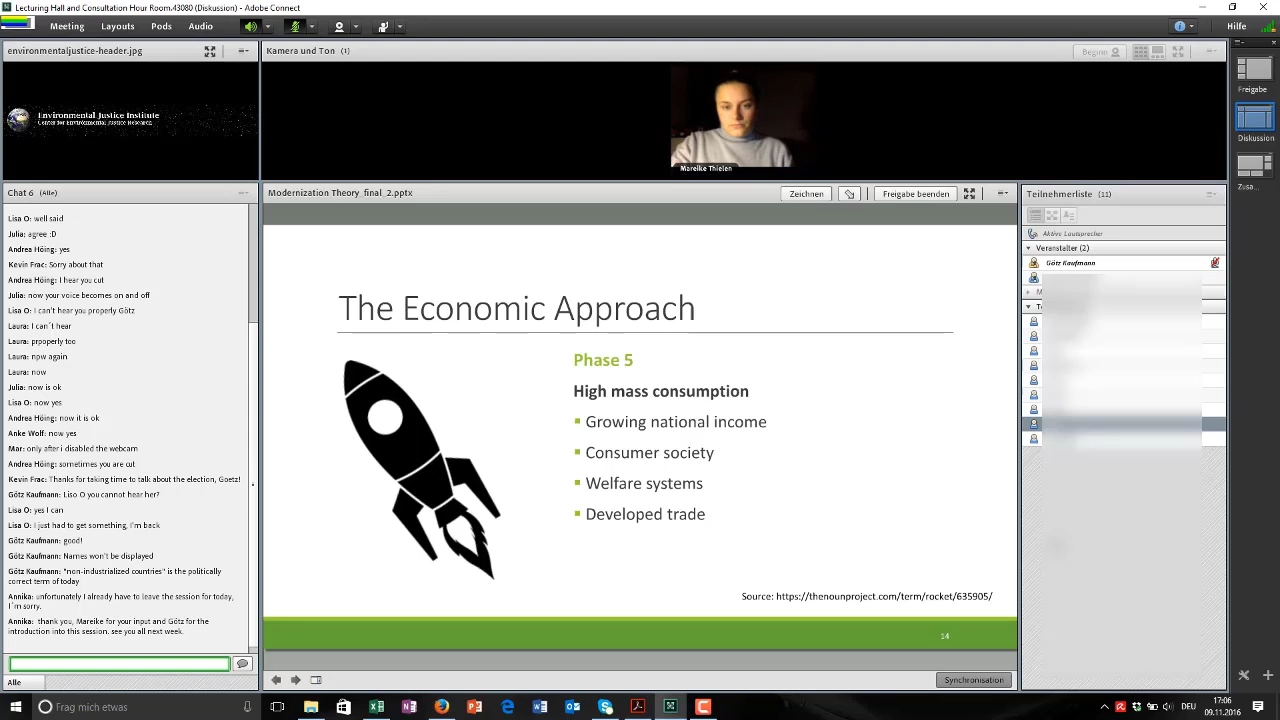 Lecturing Hall and Consultation Hour Room.43080 (Diskussion) - Adobe Connect
Meeting Layouts Pods Audio
Hilfe
environmentaljustice-header.jpg
Kamera und Ton (1)
Beginn
Freigabe
Environmental Justice Institute
Center for Environmental Justice Research
Diskussion
Mareike Thielen
Zusa...
Chat 6 (Alle)
Lisa O: well said
Julia: agree :D
Andrea Höing: yes
Kevin Frac: Sorry about that
Andrea Höing: I hear you cut
Julia: now your voice becomes on and off
Lisa O: I can't hear you properly Götz
Laura: I can´t hear
Laura: prpoperly too
Laura: npw again
Laura: now
Julia: now is ok
Lisa O: now yes
Andrea Höing: now it is ok
Anke Wolf: now yes
Mar: only after i disabled the webcam
Andrea Höing: sometimes you are cut
Kevin Frac: Thanks for taking time to talk about the election, Goetz!
Götz Kaufmann: Liso O you cannot hear her?
Lisa O: yes I can
Lisa O: I just had to get something, I'm back
Götz Kaufmann: good!
Götz Kaufmann: Names won't be displayed
Götz Kaufmann: "non-industrialized countries" is the politically
correct term of today
Annika: unfortunately I already have to leave the session for today,
I´m sorry.
Annika: thank you, Mareike for your input and Götz for the
introduction into this session. see you all next week.
Alle
Modernization Theory_final_2.pptx
Zeichnen
Freigabe beenden
The Economic Approach
Phase 5
High mass consumption
Growing national income
Consumer society
Welfare systems
Developed trade
Source: https://thenounproject.com/term/rocket/635905/
14
Synchronisation
Teilnehmerliste (11)
Aktive Lautsprecher
Veranstalter (2)
Götz Kaufmann
Frag mich etwas
DEU
17:06
09.11.2016